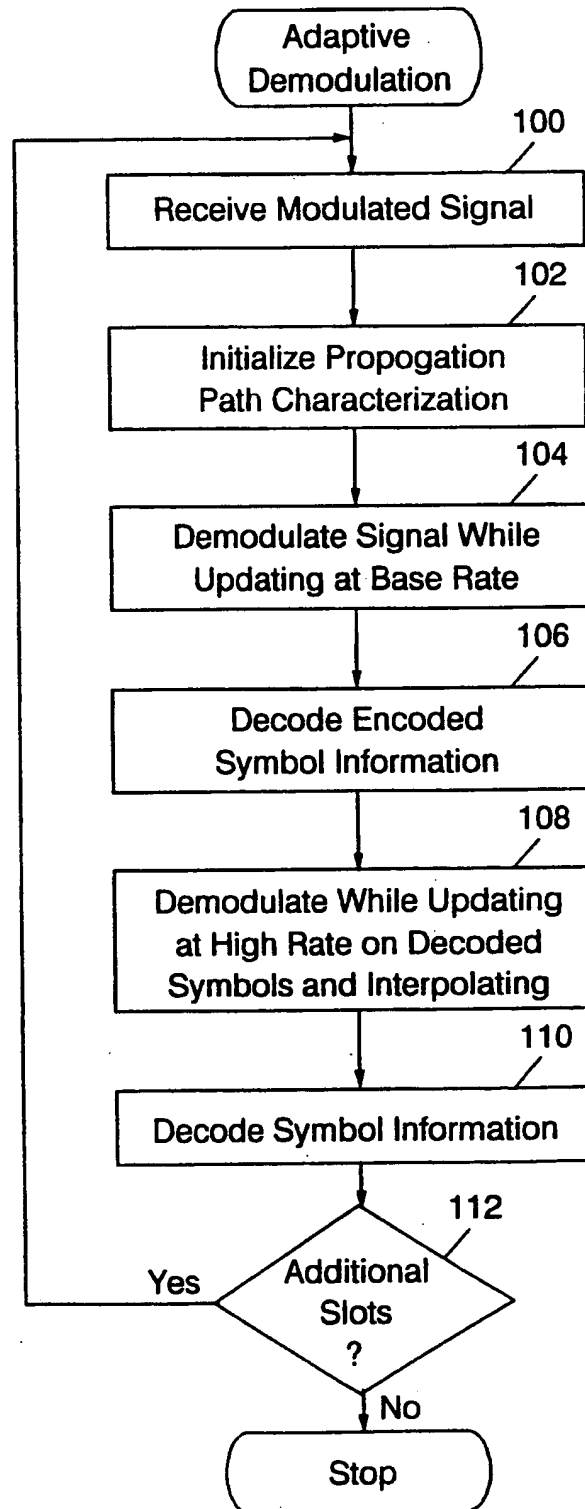 Adaptive
Demodulation
100
Receive Modulated Signal
102
Initialize Propogation
Path Characterization
104
Demodulate Signal While
Updating at Base Rate
106
Decode Encoded
Symbol Information
108
Demodulate While Updating
at High Rate on Decoded
Symbols and Interpolating
110
Decode Symbol Information
112
Yes
Additional
Slots
?
No
Stop